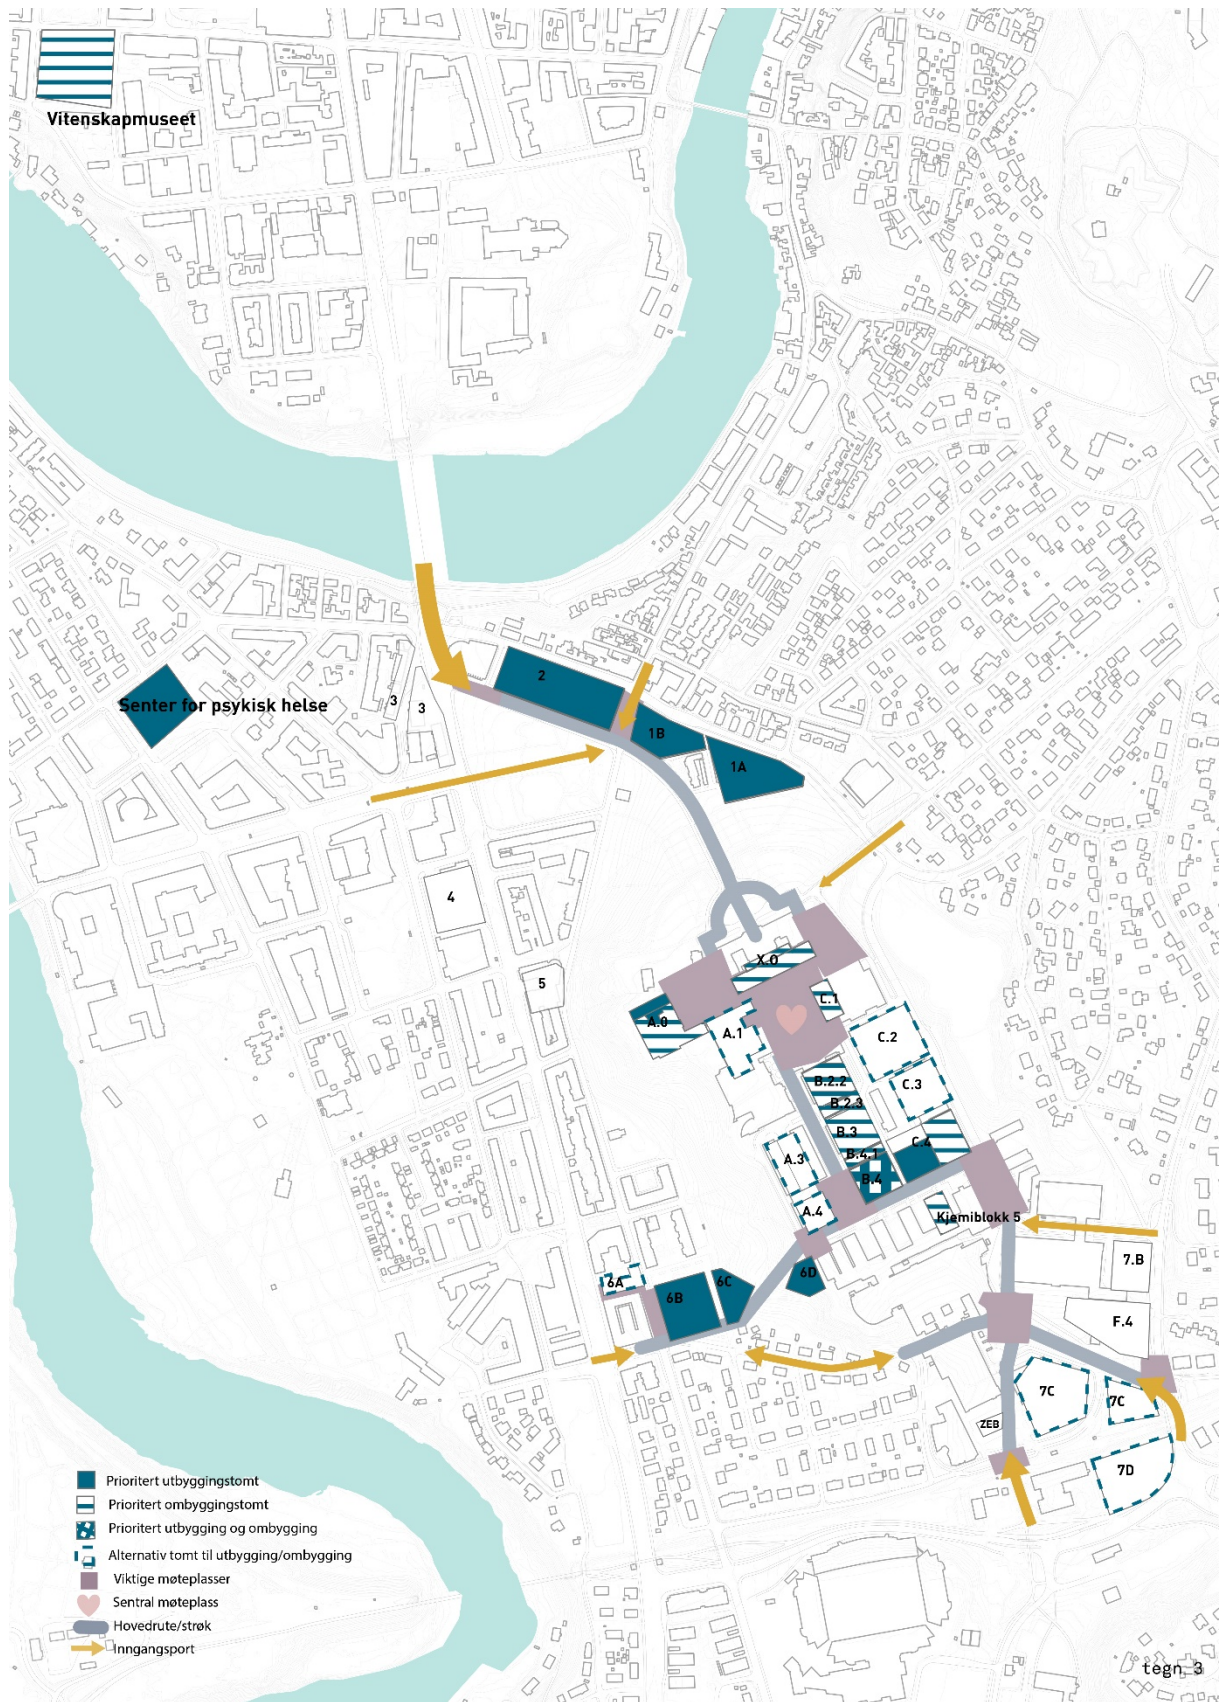 Vitenskapmuseet
2
Senter for psykisk helse
3
3
1B
1A
4
5
X.O
C.1
A.0
A.1
C.2
B.2.2
C.3
B.2.3
B.3
C.4
B.4.1
A.3
B.4
A.4
Kjemiblokk 5
7.B
6D
6A
6C
6B
F.4
7C
7C
ZEB
7D
Prioritert utbyggingstomt
Prioritert ombyggingstomt
Prioritert utbygging og ombygging
Alternativ tomt til utbygging/ombygging
Viktige møteplasser
Sentral møteplass
Hovedrute/strøk
Inngangsport
tegn. 3